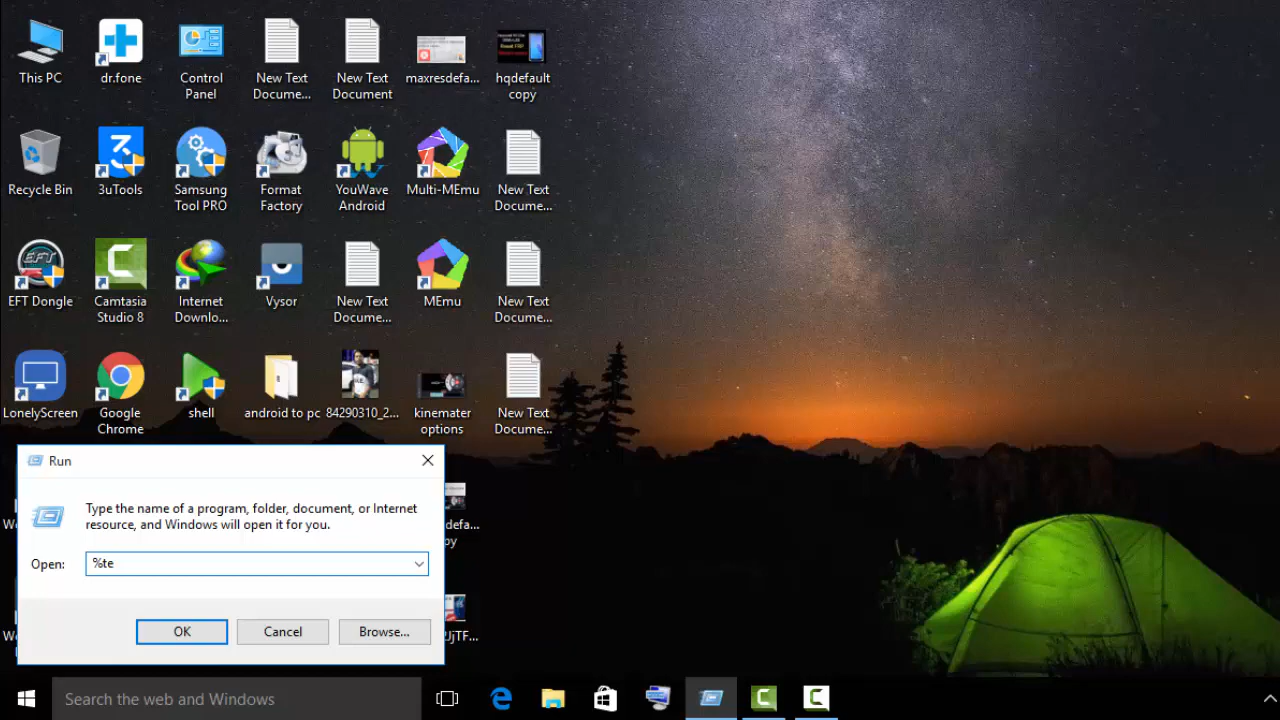 This PC
dr.fone
Control
Panel
New Text
Docume...
New Text
Document
maxresdefa...
hqdefault
copy
Recycle Bin
3uTools
Samsung
Tool PRO
Format
Factory
YouWave
Android
Multi-MEmu
New Text
Docume...
EFT Dongle
Camtasia
Studio 8
Internet
Downlo...
Vysor
New Text
Docume...
MEmu
New Text
Docume...
LonelyScreen
Google
Chrome
shell
android to pc
84290310_2...
kinemater
options
New Text
Docume...
Run
Type the name of a program, folder, document, or Internet
resource, and Windows will open it for you.
Open:
%te
OK
Cancel
Browse...
Search the web and Windows